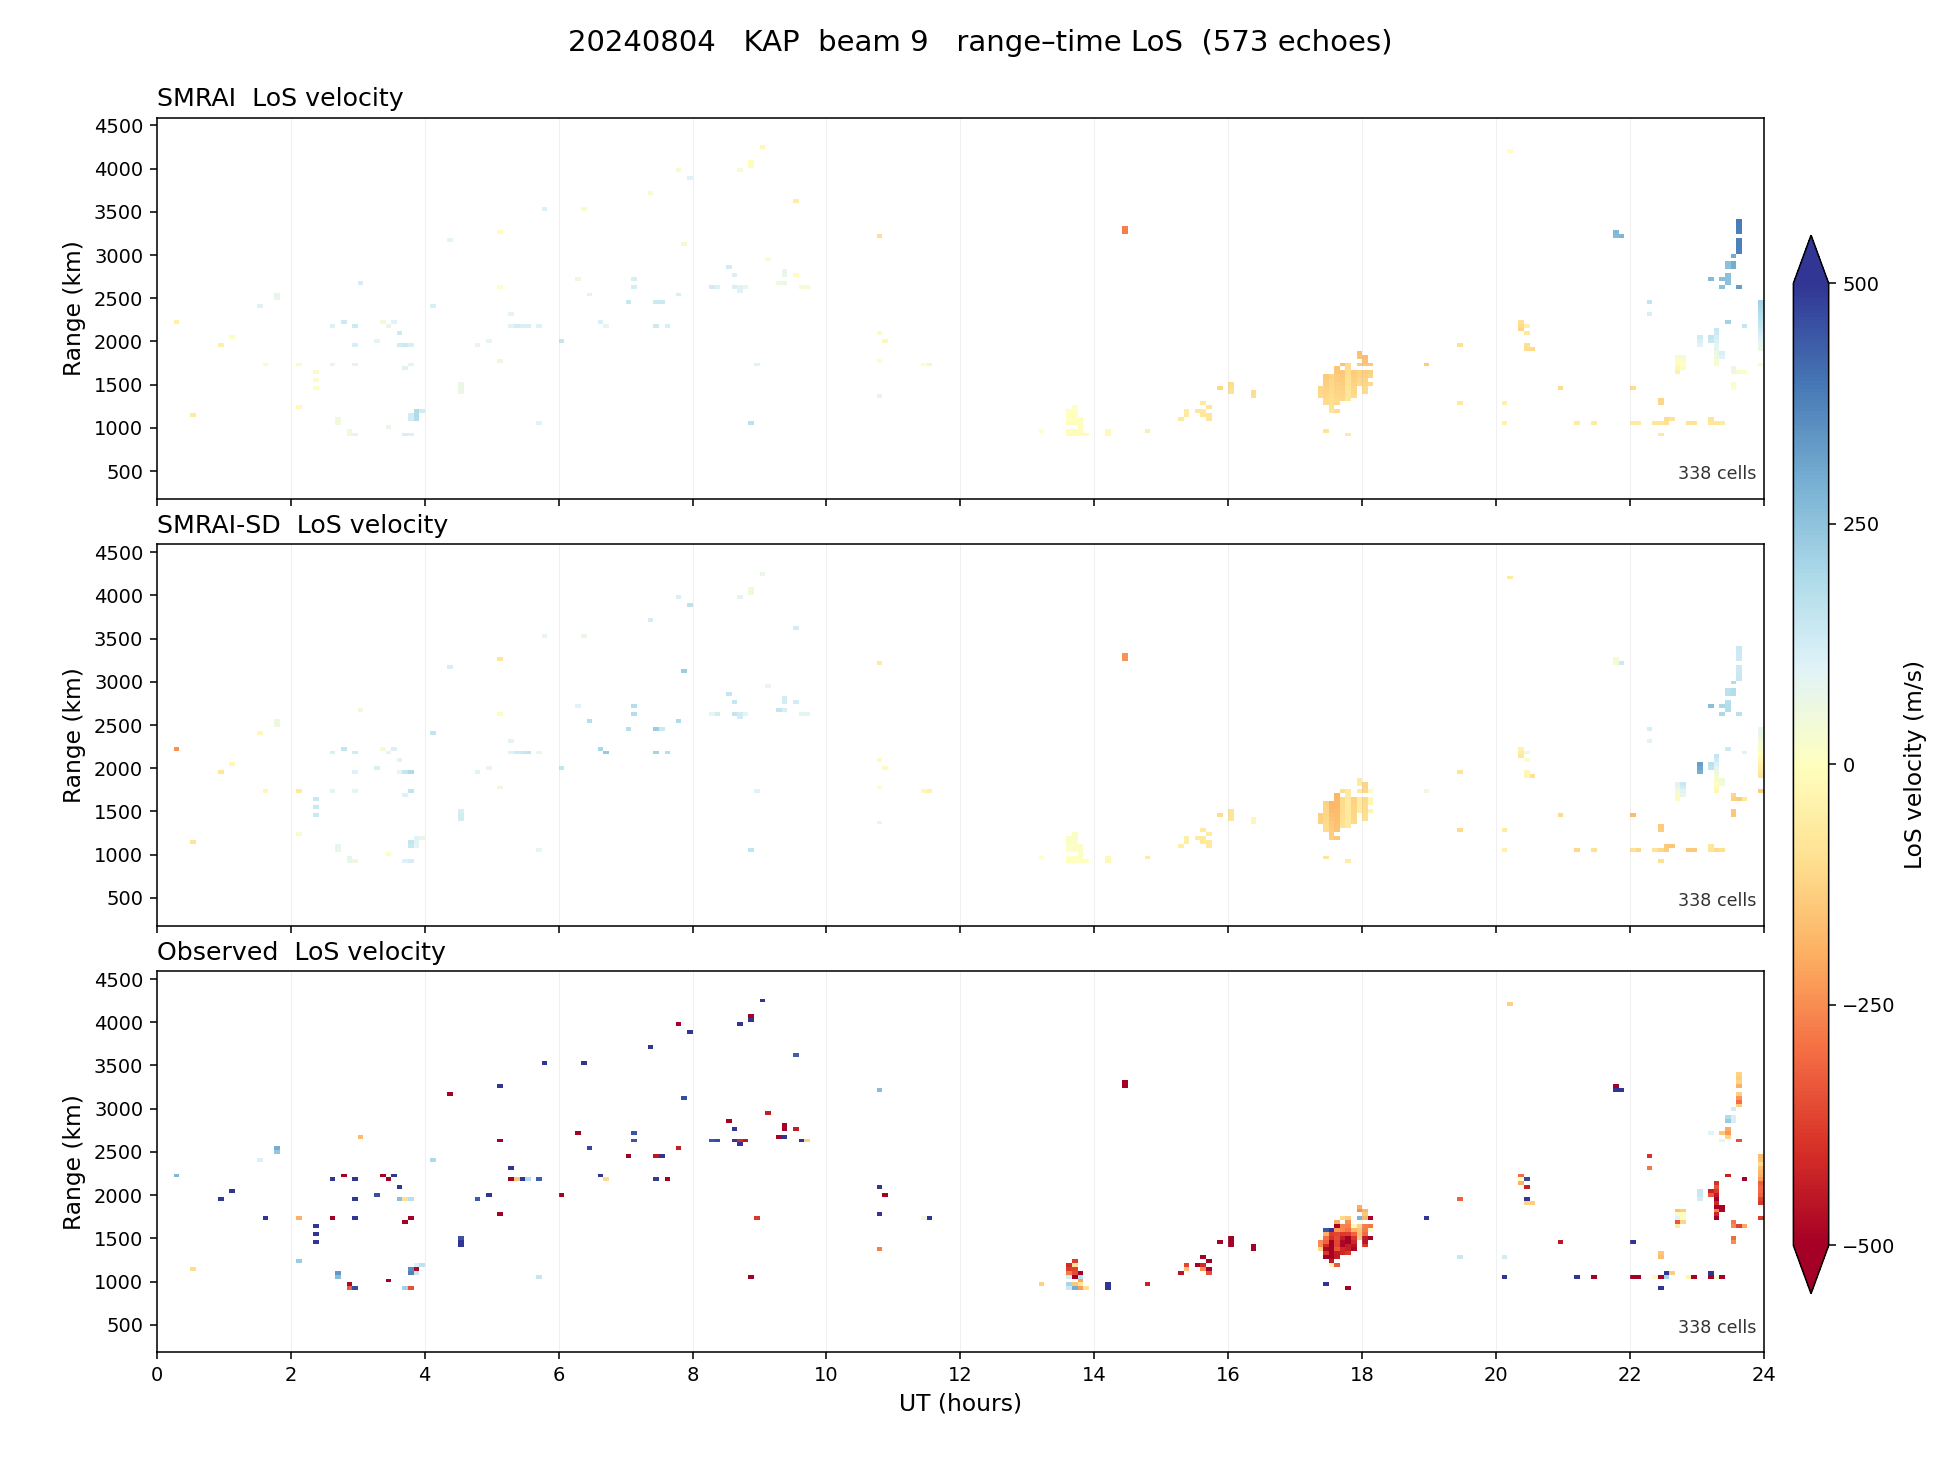 20240804   KAP  beam 9   range–time LoS  (573 echoes)
SMRAI  LoS velocity
4500
4000
3500
3000
2500
2000
1500
1000
500
Range (km)
338 cells
SMRAI-SD  LoS velocity
4500
4000
3500
3000
2500
2000
1500
1000
500
Range (km)
338 cells
Observed  LoS velocity
4500
4000
3500
3000
2500
2000
1500
1000
500
Range (km)
338 cells
0 2 4 6 8 10 12 14 16 18 20 22 24
UT (hours)
500
250
0
−250
−500
LoS velocity (m/s)